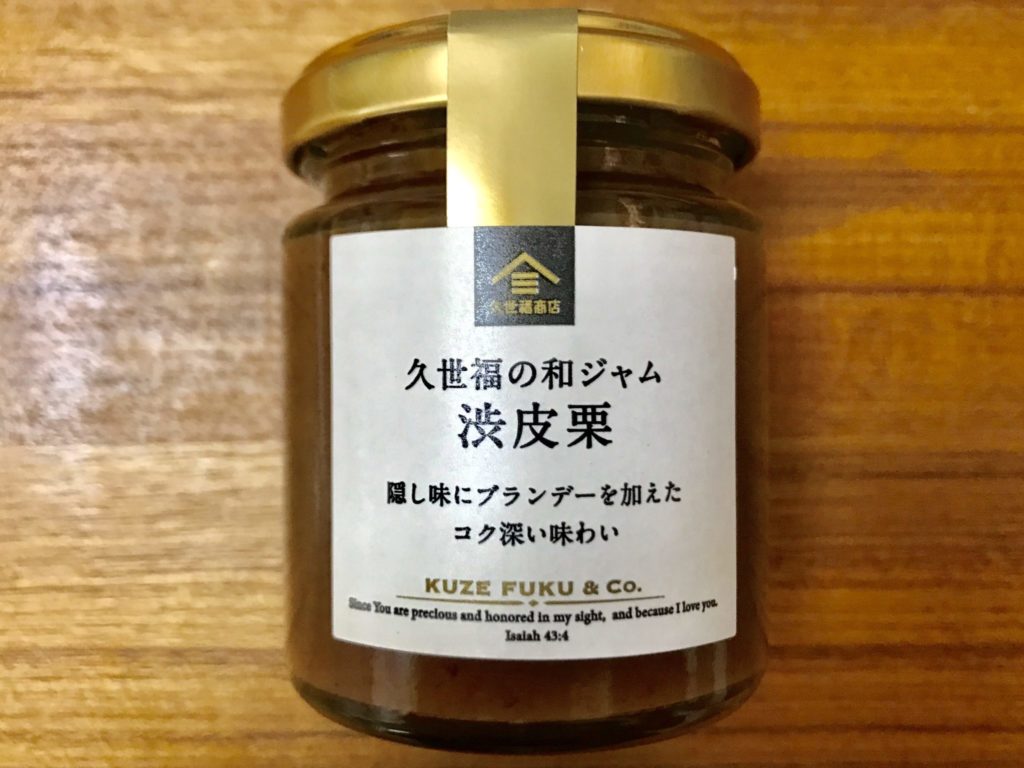 久世福商店
久世福の和ジャム
渋皮栗
隠し味にブランデーを加えた
コク深い味わい
KUZE FUKU & Co.
Since You are precious and honored in my sight, and because I love you.
Isaiah 43:4